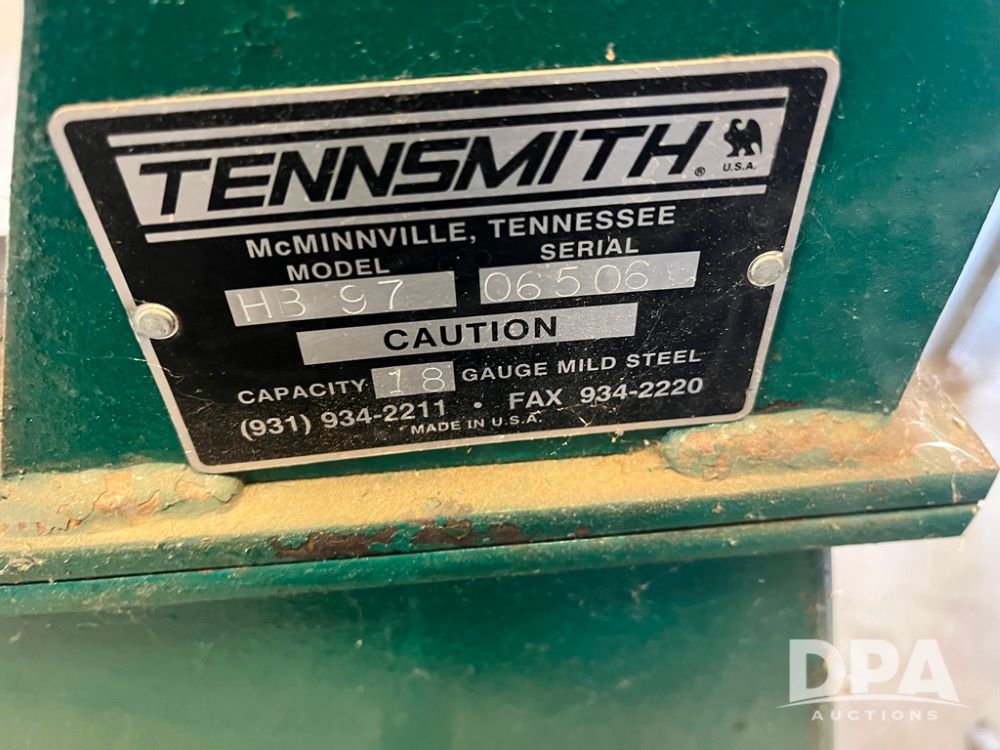 TENNSMITH®
U.S.A.
McMINNVILLE, TENNESSEE
MODEL SERIAL
HB 97 06506
CAUTION
CAPACITY 18 GAUGE MILD STEEL
(931) 934-2211 • FAX 934-2220
MADE IN U.S.A.
DPA
AUCTIONS